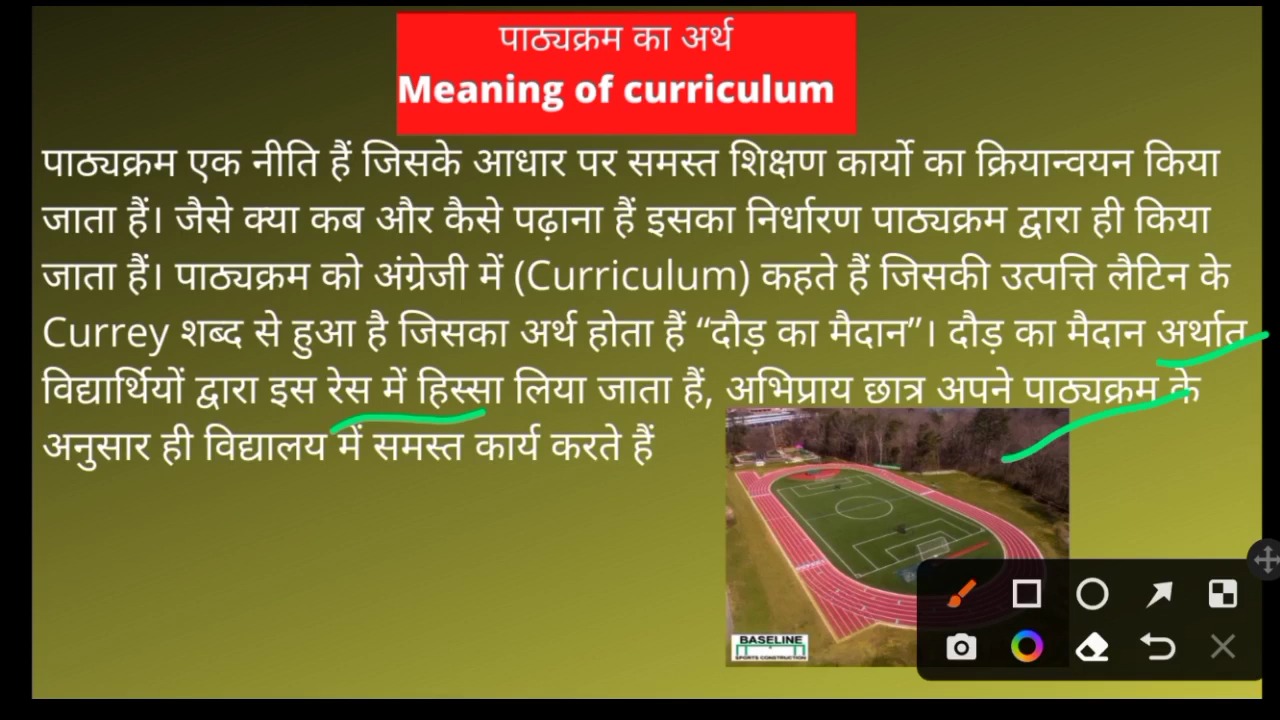 पाठ्यक्रम का अर्थ
Meaning of curriculum
पाठ्यक्रम एक नीति हैं जिसके आधार पर समस्त शिक्षण कार्यो का क्रियान्वयन किया
जाता हैं। जैसे क्या कब और कैसे पढ़ाना हैं इसका निर्धारण पाठ्यक्रम द्वारा ही किया
जाता हैं। पाठ्यक्रम को अंग्रेजी में (Curriculum) कहते हैं जिसकी उत्पत्ति लैटिन के
Currey शब्द से हुआ है जिसका अर्थ होता हैं “दौड़ का मैदान”। दौड़ का मैदान अर्थात
विद्यार्थियों द्वारा इस रेस में हिस्सा लिया जाता हैं, अभिप्राय छात्र अपने पाठ्यक्रम के
अनुसार ही विद्यालय में समस्त कार्य करते हैं
BASELINE
SPORTS CONSTRUCTION